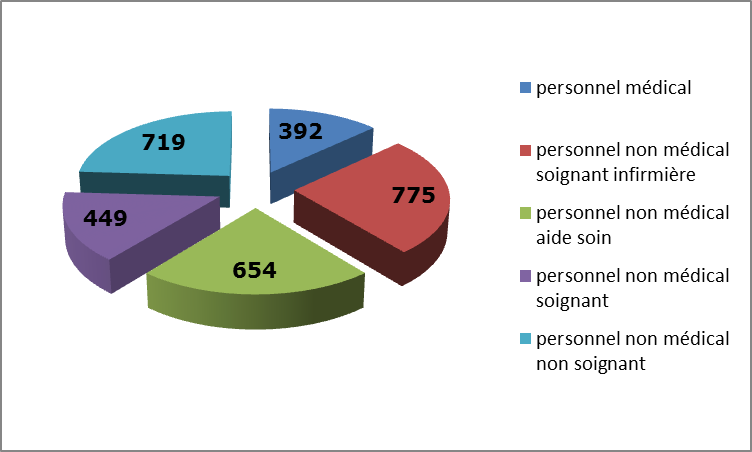 392
775
654
449
719
personnel médical
personnel non médical
soignant infirmière
personnel non médical
aide soin
personnel non médical
soignant
personnel non médical
non soignant